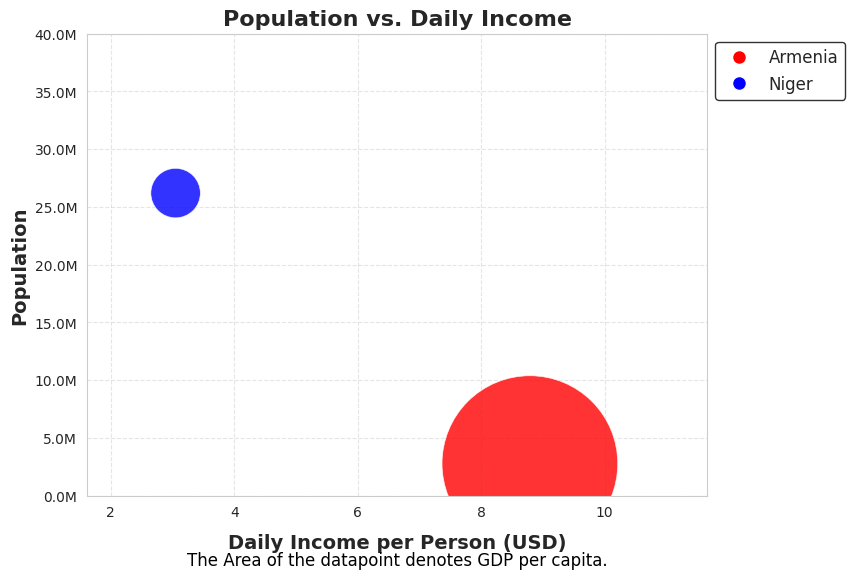 Population vs. Daily Income
40.0M
35.0M
30.0M
25.0M
20.0M
15.0M
10.0M
5.0M
0.0M
Population
2 4 6 8 10
Daily Income per Person (USD)
The Area of the datapoint denotes GDP per capita.
Armenia
Niger